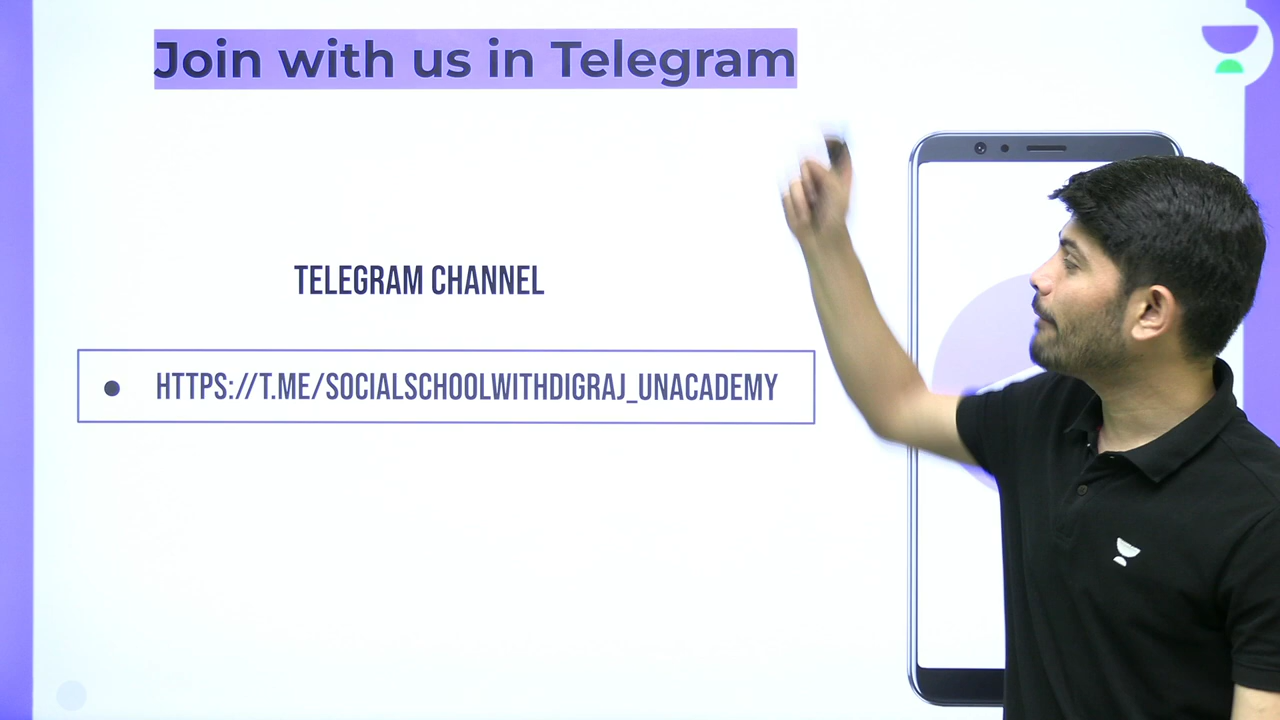 Join with us in Telegram
TELEGRAM CHANNEL
HTTPS://T.ME/SOCIALSCHOOLWITHDIGRAJ_UNACADEMY